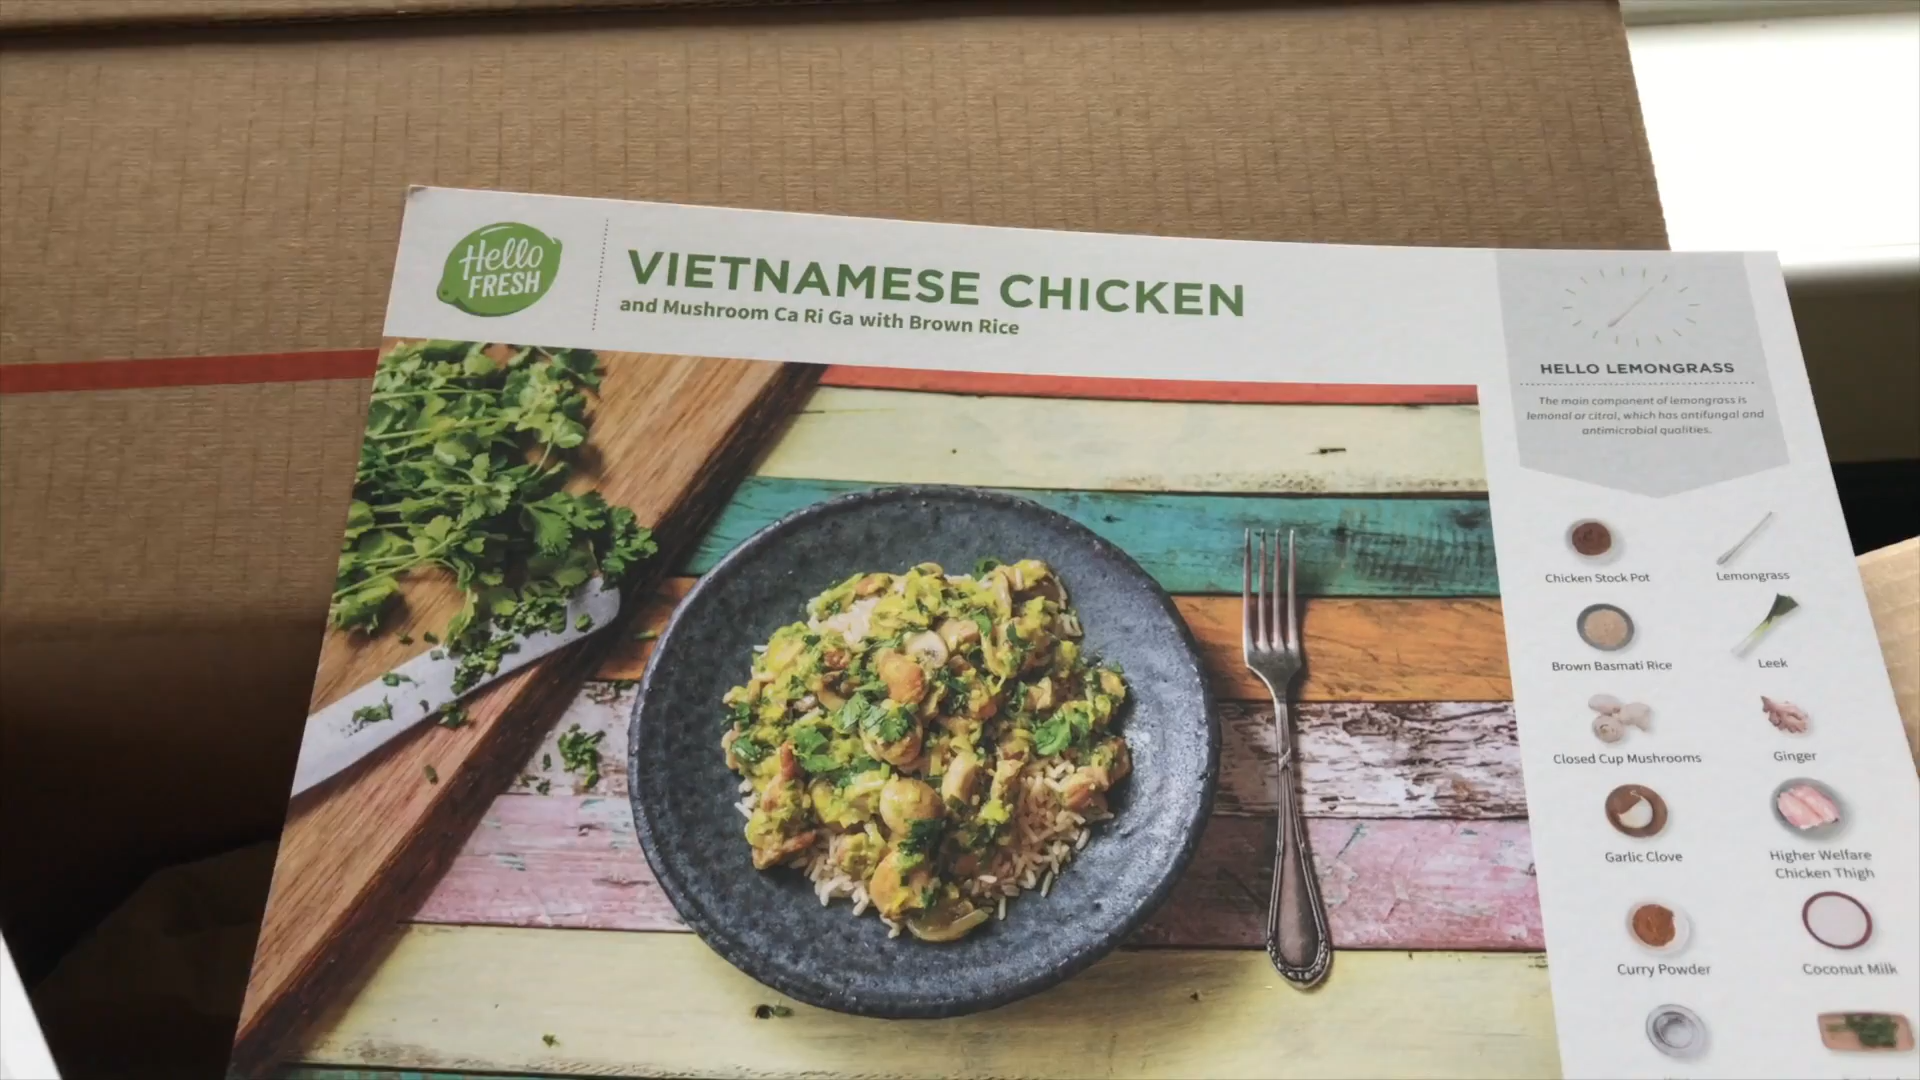 Hello
FRESH
VIETNAMESE CHICKEN
and Mushroom Ca Ri Ga with Brown Rice
HELLO LEMONGRASS
The main component of lemongrass is
lemonal or citral, which has antifungal and
antimicrobial qualities.
Chicken Stock Pot
Lemongrass
Brown Basmati Rice
Leek
Closed Cup Mushrooms
Ginger
Garlic Clove
Higher Welfare
Chicken Thigh
Curry Powder
Coconut Milk